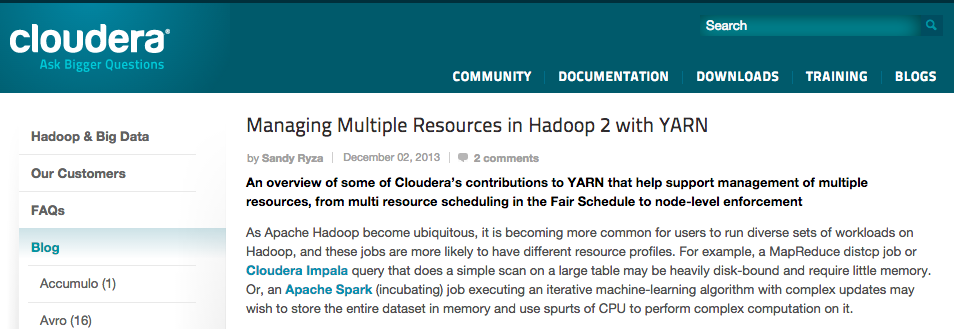 cloudera®
Ask Bigger Questions
Search
COMMUNITY DOCUMENTATION DOWNLOADS TRAINING BLOGS
Hadoop & Big Data
Our Customers
FAQs
Blog
Accumulo (1)
Avro (16)
Managing Multiple Resources in Hadoop 2 with YARN
by Sandy Ryza December 02, 2013 2 comments
An overview of some of Cloudera's contributions to YARN that help support management of multiple
resources, from multi resource scheduling in the Fair Schedule to node-level enforcement
As Apache Hadoop become ubiquitous, it is becoming more common for users to run diverse sets of workloads on
Hadoop, and these jobs are more likely to have different resource profiles. For example, a MapReduce distcp job or
Cloudera Impala query that does a simple scan on a large table may be heavily disk-bound and require little memory.
Or, an Apache Spark (incubating) job executing an iterative machine-learning algorithm with complex updates may
wish to store the entire dataset in memory and use spurts of CPU to perform complex computation on it.